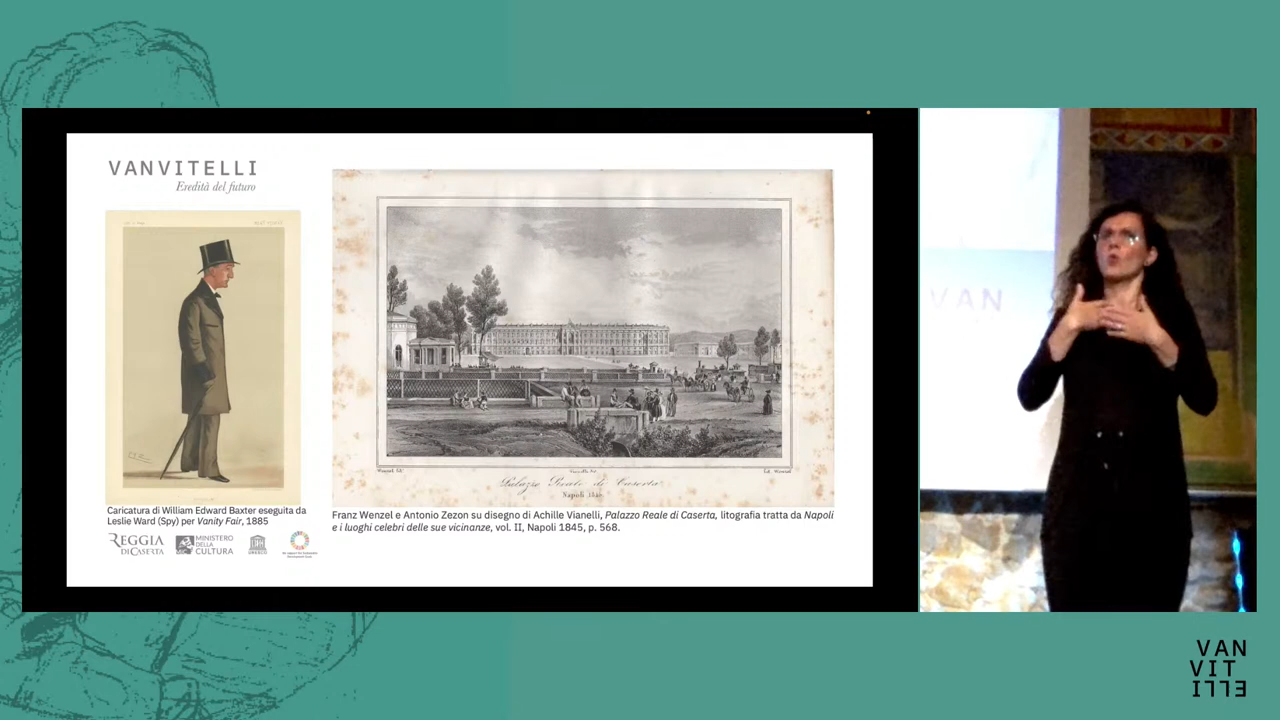 VANVITELLI
Eredità del futuro
Palazzo Reale di Caserta
Caricatura di William Edward Baxter eseguita da
Leslie Ward (Spy) per Vanity Fair, 1885
Franz Wenzel e Antonio Zezon su disegno di Achille Vianelli, Palazzo Reale di Caserta, litografia tratta da Napoli
e i luoghi celebri delle sue vicinanze, vol. II, Napoli 1845, p. 568.
REGGIA
DI CASERTA
MINISTERO
DELLA
CULTURA
UNESCO
VAN
VAN
VIT
ELLI